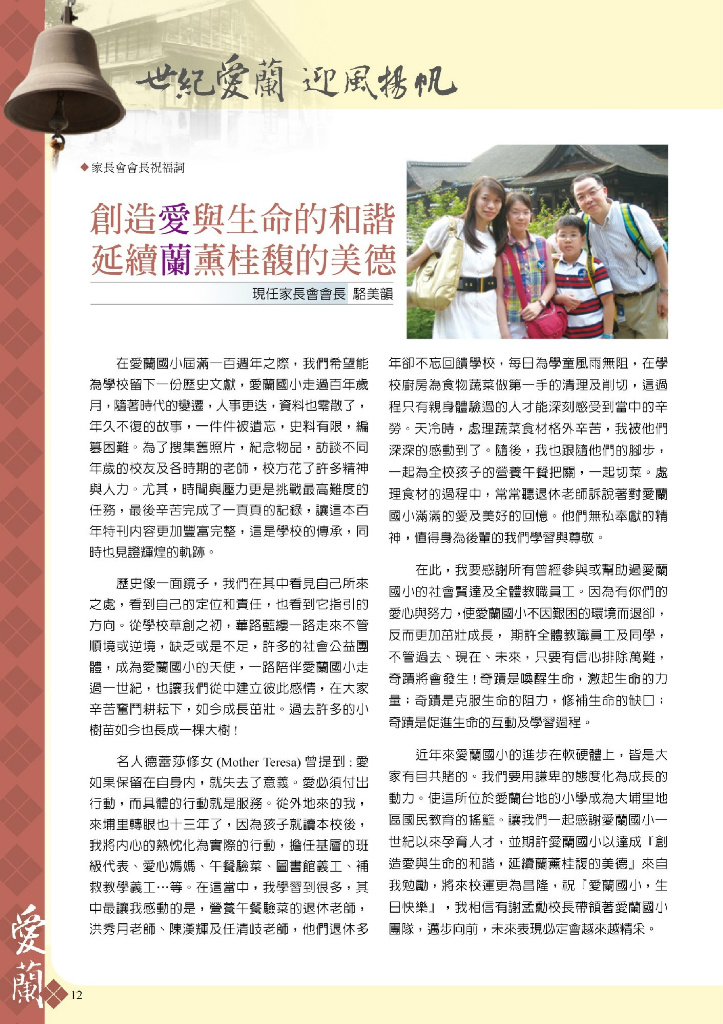 世紀愛蘭 迎風揚帆
家長會會長祝福詞
創造愛與生命的和諧
延續蘭薰桂馥的美德
現任家長會會長 駱美韻
在愛蘭國小屆滿一百週年之際,我們希望能
為學校留下一份歷史文獻,愛蘭國小走過百年歲
月,隨著時代的變遷,人事更迭,資料也零散了,
年久不復的故事,一件件被遺忘,史料有限,編
纂困難。為了搜集舊照片,紀念物品,訪談不同
年歲的校友及各時期的老師,校方花了許多精神
與人力。尤其,時間與壓力更是挑戰最高難度的
任務,最後辛苦完成了一頁頁的記錄,讓這本百
年特刊內容更加豐富完整,這是學校的傳承,同
時也見證輝煌的軌跡。
歷史像一面鏡子,我們在其中看見自己所來
之處,看到自己的定位和責任,也看到它指引的
方向。從學校草創之初,篳路藍縷一路走來不管
順境或逆境,缺乏或是不足,許多的社會公益團
體,成為愛蘭國小的天使,一路陪伴愛蘭國小走
過一世紀,也讓我們從中建立彼此感情,在大家
辛苦奮鬥耕耘下,如今成長茁壯。過去許多的小
樹苗如今也長成一棵大樹!
名人德蕾莎修女(Mother Teresa)曾提到:愛
如果保留在自身內,就失去了意義。愛必須付出
行動,而具體的行動就是服務。從外地來的我,
來埔里轉眼也十三年了,因為孩子就讀本校後,
我將內心的熱忱化為實際的行動,擔任基層的班
級代表、愛心媽媽、午餐驗菜、圖書館義工、補
救教學義工…等。在這當中,我學習到很多,其
中最讓我感動的是,營養午餐驗菜的退休老師,
洪秀月老師、陳漢輝及任清岐老師,他們退休多
年卻不忘回饋學校,每日為學童風雨無阻,在學
校廚房為食物蔬菜做第一手的清理及削切,這過
程只有親身體驗過的人才能深刻感受到當中的辛
勞。天冷時,處理蔬菜食材格外辛苦,我被他們
深深的感動到了。隨後,我也跟隨他們的腳步,
一起為全校孩子的營養午餐把關,一起切菜。處
理食材的過程中,常常聽退休老師訴說著對愛蘭
國小滿滿的愛及美好的回憶。他們無私奉獻的精
神,值得身為後輩的我們學習與尊敬。
在此,我要感謝所有曾經參與或幫助過愛蘭
國小的社會賢達及全體教職員工。因為有你們的
愛心與努力,使愛蘭國小不因艱困的環境而退卻,
反而更加茁壯成長, 期許全體教職員工及同學,
不管過去、現在、未來,只要有信心排除萬難,
奇蹟將會發生!奇蹟是喚醒生命,激起生命的力
量;奇蹟是克服生命的阻力,修補生命的缺口;
奇蹟是促進生命的互動及學習過程。
近年來愛蘭國小的進步在軟硬體上,皆是大
家有目共賭的。我們要用謙卑的態度化為成長的
動力。使這所位於愛蘭台地的小學成為大埔里地
區國民教育的搖籃。讓我們一起感謝愛蘭國小一
世紀以來孕育人才,並期許愛蘭國小以達成『創
造愛與生命的和諧,延續蘭薰桂馥的美德』來自
我勉勵,將來校運更為昌隆,祝『愛蘭國小,生
日快樂』,我相信有謝孟勳校長帶領著愛蘭國小
團隊,邁步向前,未來表現必定會越來越精采。
愛蘭
12